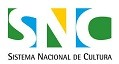 SNC
SISTEMA NACIONAL DE CULTURA